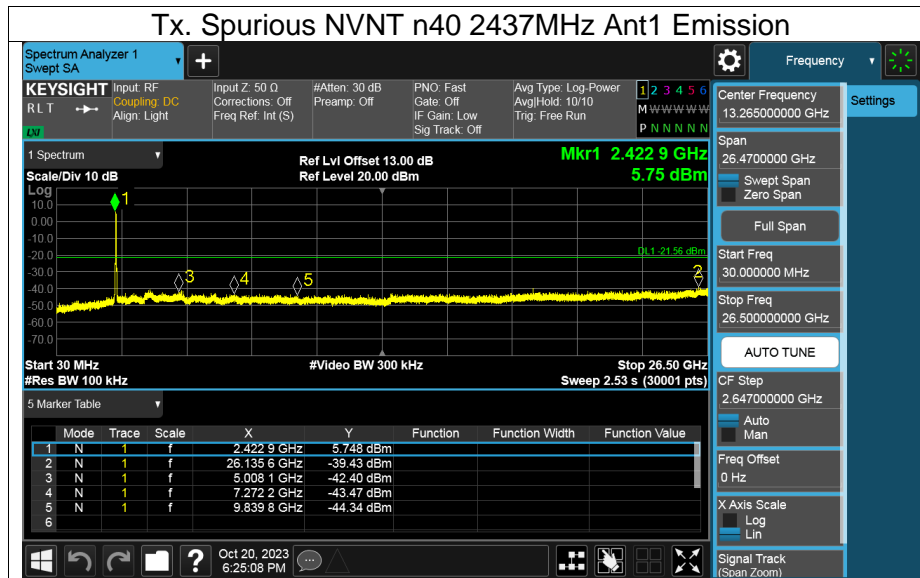 Tx. Spurious NVNT n40 2437MHz Ant1 Emission
Spectrum Analyzer 1
Swept SA
+
Frequency
KEYSIGHT
RLT
LXI
Input: RF
Coupling: DC
Align: Light
Input Z: 50 Ω
Corrections: Off
Freq Ref: Int (S)
#Atten: 30 dB
Preamp: Off
PNO: Fast
Gate: Off
IF Gain: Low
Sig Track: Off
Avg Type: Log-Power
Avg|Hold: 10/10
Trig: Free Run
1 2 3 4 5 6
M W W W W W
P N N N N N
1 Spectrum
Scale/Div 10 dB
Ref Lvl Offset 13.00 dB
Ref Level 20.00 dBm
Mkr1 2.422 9 GHz
5.75 dBm
Log
10.0
0.00
-10.0
-20.0
-30.0
-40.0
-50.0
-60.0
-70.0
1
2
3
4
5
DL1 -21.56 dBm
Start 30 MHz
#Video BW 300 kHz
Stop 26.50 GHz
#Res BW 100 kHz
Sweep 2.53 s (30001 pts)
5 Marker Table
Mode Trace Scale X Y Function Function Width Function Value
1 N 1 f 2.422 9 GHz 5.748 dBm
2 N 1 f 26.135 6 GHz -39.43 dBm
3 N 1 f 5.008 1 GHz -42.40 dBm
4 N 1 f 7.272 2 GHz -43.47 dBm
5 N 1 f 9.839 8 GHz -44.34 dBm
6
Center Frequency
13.265000000 GHz
Span
26.4700000 GHz
Swept Span
Zero Span
Full Span
Start Freq
30.000000 MHz
Stop Freq
26.500000000 GHz
AUTO TUNE
CF Step
2.647000000 GHz
Auto
Man
Freq Offset
0 Hz
X Axis Scale
Log
Lin
Signal Track
(Span Zoom)
Settings
?
Oct 20, 2023
6:25:08 PM